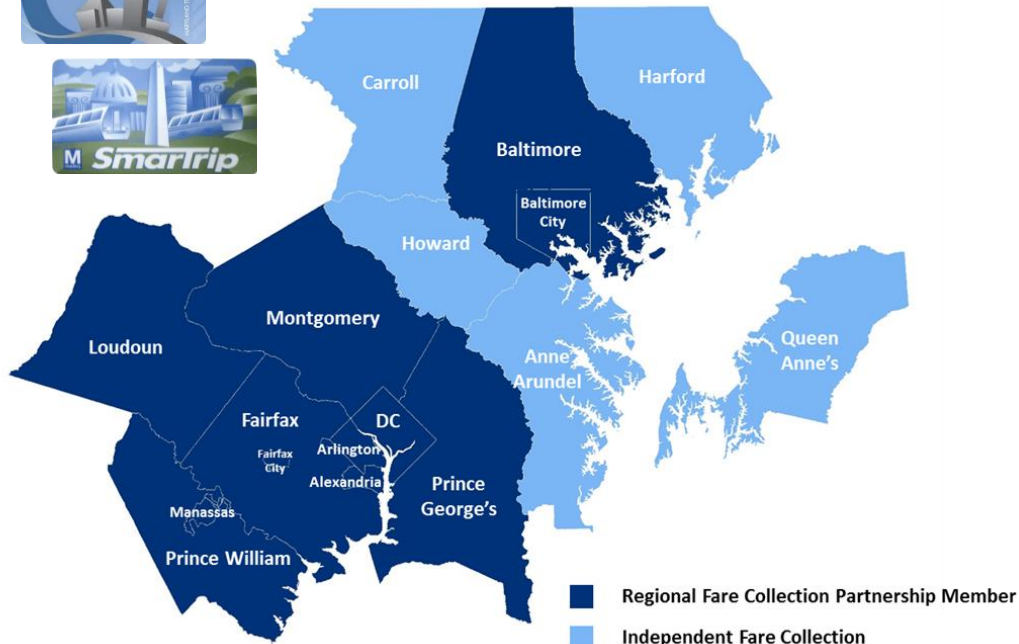 M
SmarTrip
Carroll
Harford
Baltimore
Baltimore
City
Howard
Montgomery
Loudoun
Queen
Anne's
Anne
Arundel
Fairfax
DC
Fairfax
City
Arlington
Alexandria
Prince
George's
Manassas
Prince William
Regional Fare Collection Partnership Member
Independent Fare Collection